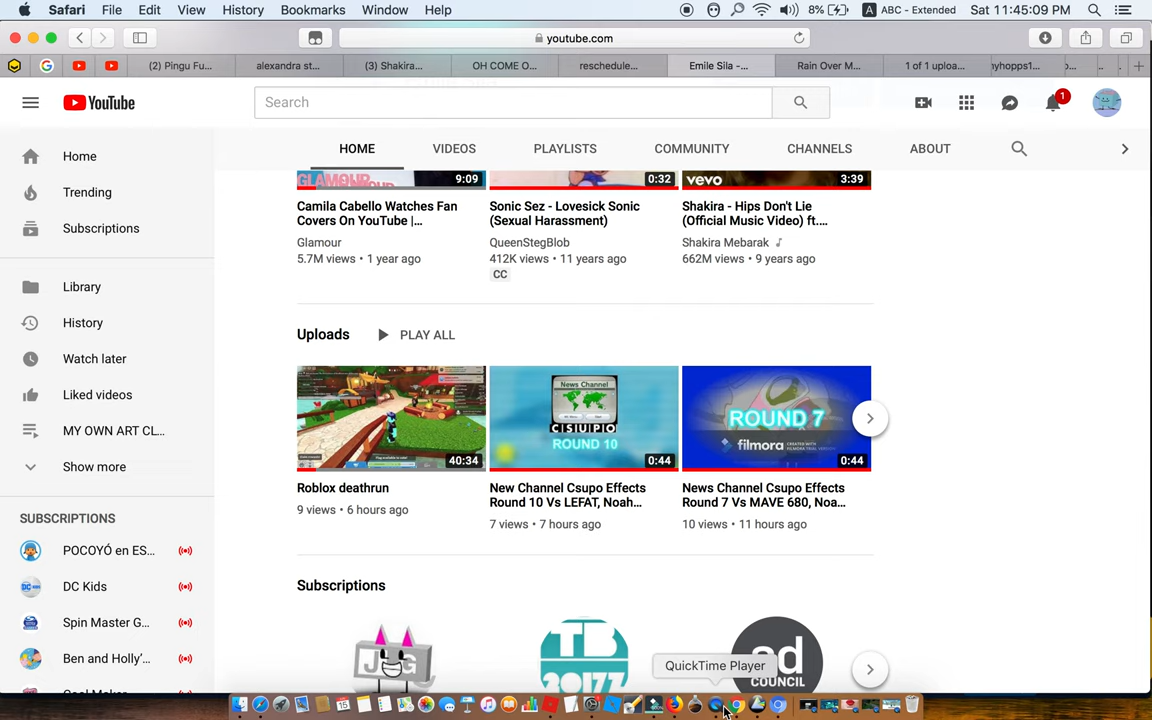 Safari File Edit View History Bookmarks Window Help 8% A ABC - Extended Sat 11:45:09 PM
youtube.com
(2) Pingu Fu... alexandra st... (3) Shakira... OH COME O... reschedule... Emile Sila -... Rain Over M... 1 of 1 uploa... nyhopps1...
YouTube Search 1
HOME VIDEOS PLAYLISTS COMMUNITY CHANNELS ABOUT
Home
Trending
Subscriptions
Library
History
Watch later
Liked videos
MY OWN ART CL...
Show more
SUBSCRIPTIONS
POCOYÓ en ES...
DC Kids
Spin Master G...
Ben and Holly'...
GLAMOUR 9:09
Camila Cabello Watches Fan
Covers On YouTube |...
Glamour
5.7M views • 1 year ago
0:32
Sonic Sez - Lovesick Sonic
(Sexual Harassment)
QueenStegBlob
412K views • 11 years ago
CC
vevo 3:39
Shakira - Hips Don't Lie
(Official Music Video) ft....
Shakira Mebarak
662M views • 9 years ago
Uploads PLAY ALL
40:34
Roblox deathrun
9 views • 6 hours ago
News Channel
CSUPO
ROUND 10
0:44
New Channel Csupo Effects
Round 10 Vs LEFAT, Noah...
7 views • 7 hours ago
ROUND 7
filmora
0:44
News Channel Csupo Effects
Round 7 Vs MAVE 680, Noa...
10 views • 11 hours ago
Subscriptions
JDG
TB
2017
ad
COUNCIL
QuickTime Player
15